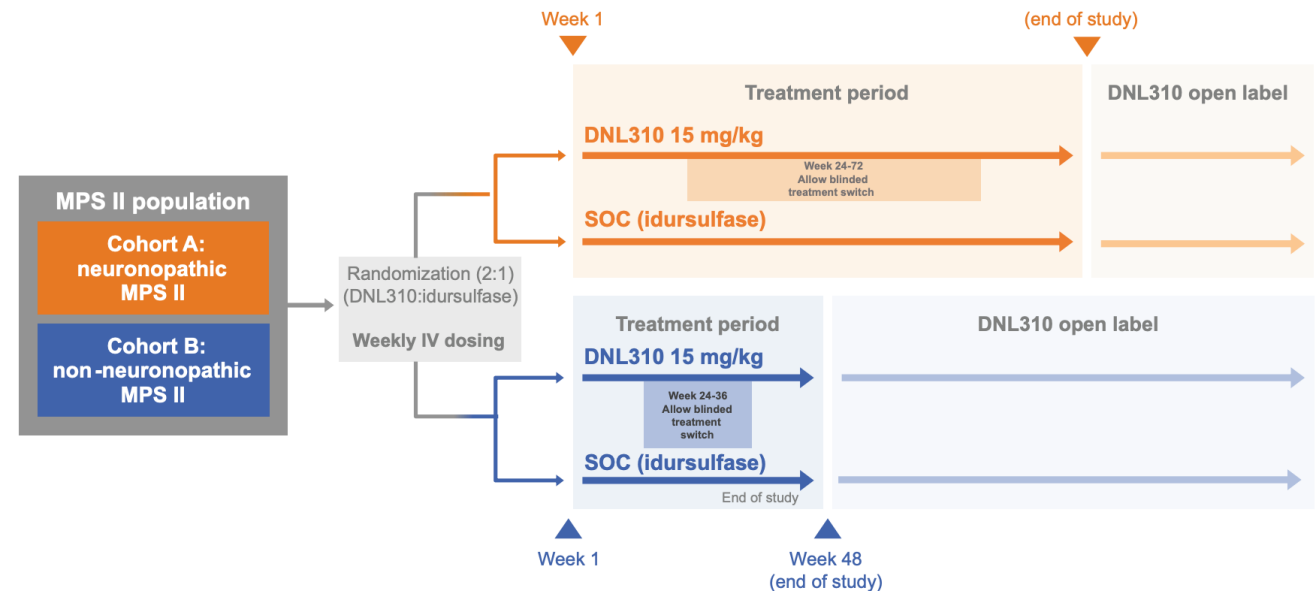 Week 1
(end of study)
Treatment period
DNL310 open label
DNL310 15 mg/kg
Week 24-72
Allow blinded
treatment switch
SOC (idursulfase)
MPS II population
Cohort A:
neuronopathic
MPS II
Cohort B:
non-neuronopathic
MPS II
Randomization (2:1)
(DNL310:idursulfase)
Weekly IV dosing
Treatment period
DNL310 open label
DNL310 15 mg/kg
Week 24-36
Allow blinded
treatment
switch
SOC (idursulfase)
End of study
Week 1
Week 48
(end of study)